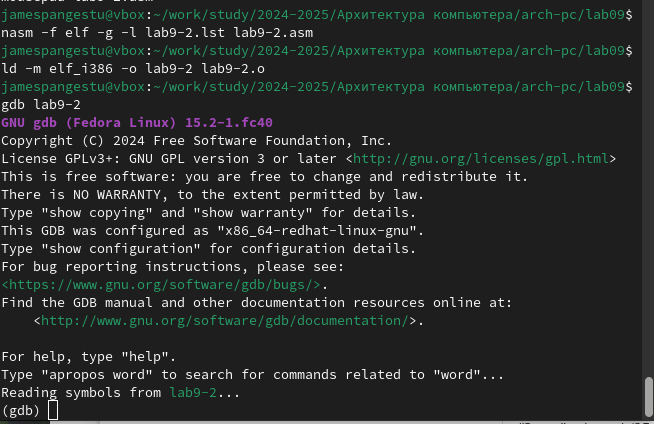 jamespangestu@vbox:~/work/study/2024-2025/Архитектура компьютера/arch-pc/lab09$
nasm -f elf -g -l lab9-2.lst lab9-2.asm
jamespangestu@vbox:~/work/study/2024-2025/Архитектура компьютера/arch-pc/lab09$
ld -m elf_i386 -o lab9-2 lab9-2.o
jamespangestu@vbox:~/work/study/2024-2025/Архитектура компьютера/arch-pc/lab09$
gdb lab9-2
GNU gdb (Fedora Linux) 15.2-1.fc40
Copyright (C) 2024 Free Software Foundation, Inc.
License GPLv3+: GNU GPL version 3 or later <http://gnu.org/licenses/gpl.html>
This is free software: you are free to change and redistribute it.
There is NO WARRANTY, to the extent permitted by law.
Type "show copying" and "show warranty" for details.
This GDB was configured as "x86_64-redhat-linux-gnu".
Type "show configuration" for configuration details.
For bug reporting instructions, please see:
<https://www.gnu.org/software/gdb/bugs/>.
Find the GDB manual and other documentation resources online at:
    <http://www.gnu.org/software/gdb/documentation/>.
For help, type "help".
Type "apropos word" to search for commands related to "word"...
Reading symbols from lab9-2...
(gdb)